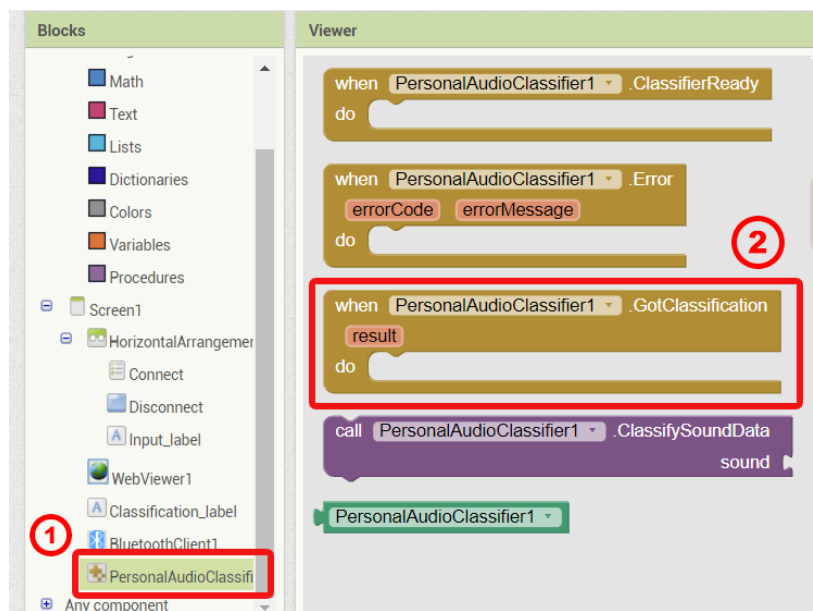 Blocks
Math
Text
Lists
Dictionaries
Colors
Variables
Procedures
Screen1
HorizontalArrangemer
Connect
Disconnect
Input_label
WebViewer1
Classification_label
BluetoothClient1
1
PersonalAudioClassifi
Any component
Viewer
when PersonalAudioClassifier1 .ClassifierReady
do
when PersonalAudioClassifier1 .Error
errorCode errorMessage
do
2
when PersonalAudioClassifier1 .GotClassification
result
do
call PersonalAudioClassifier1 .ClassifySoundData
sound
PersonalAudioClassifier1